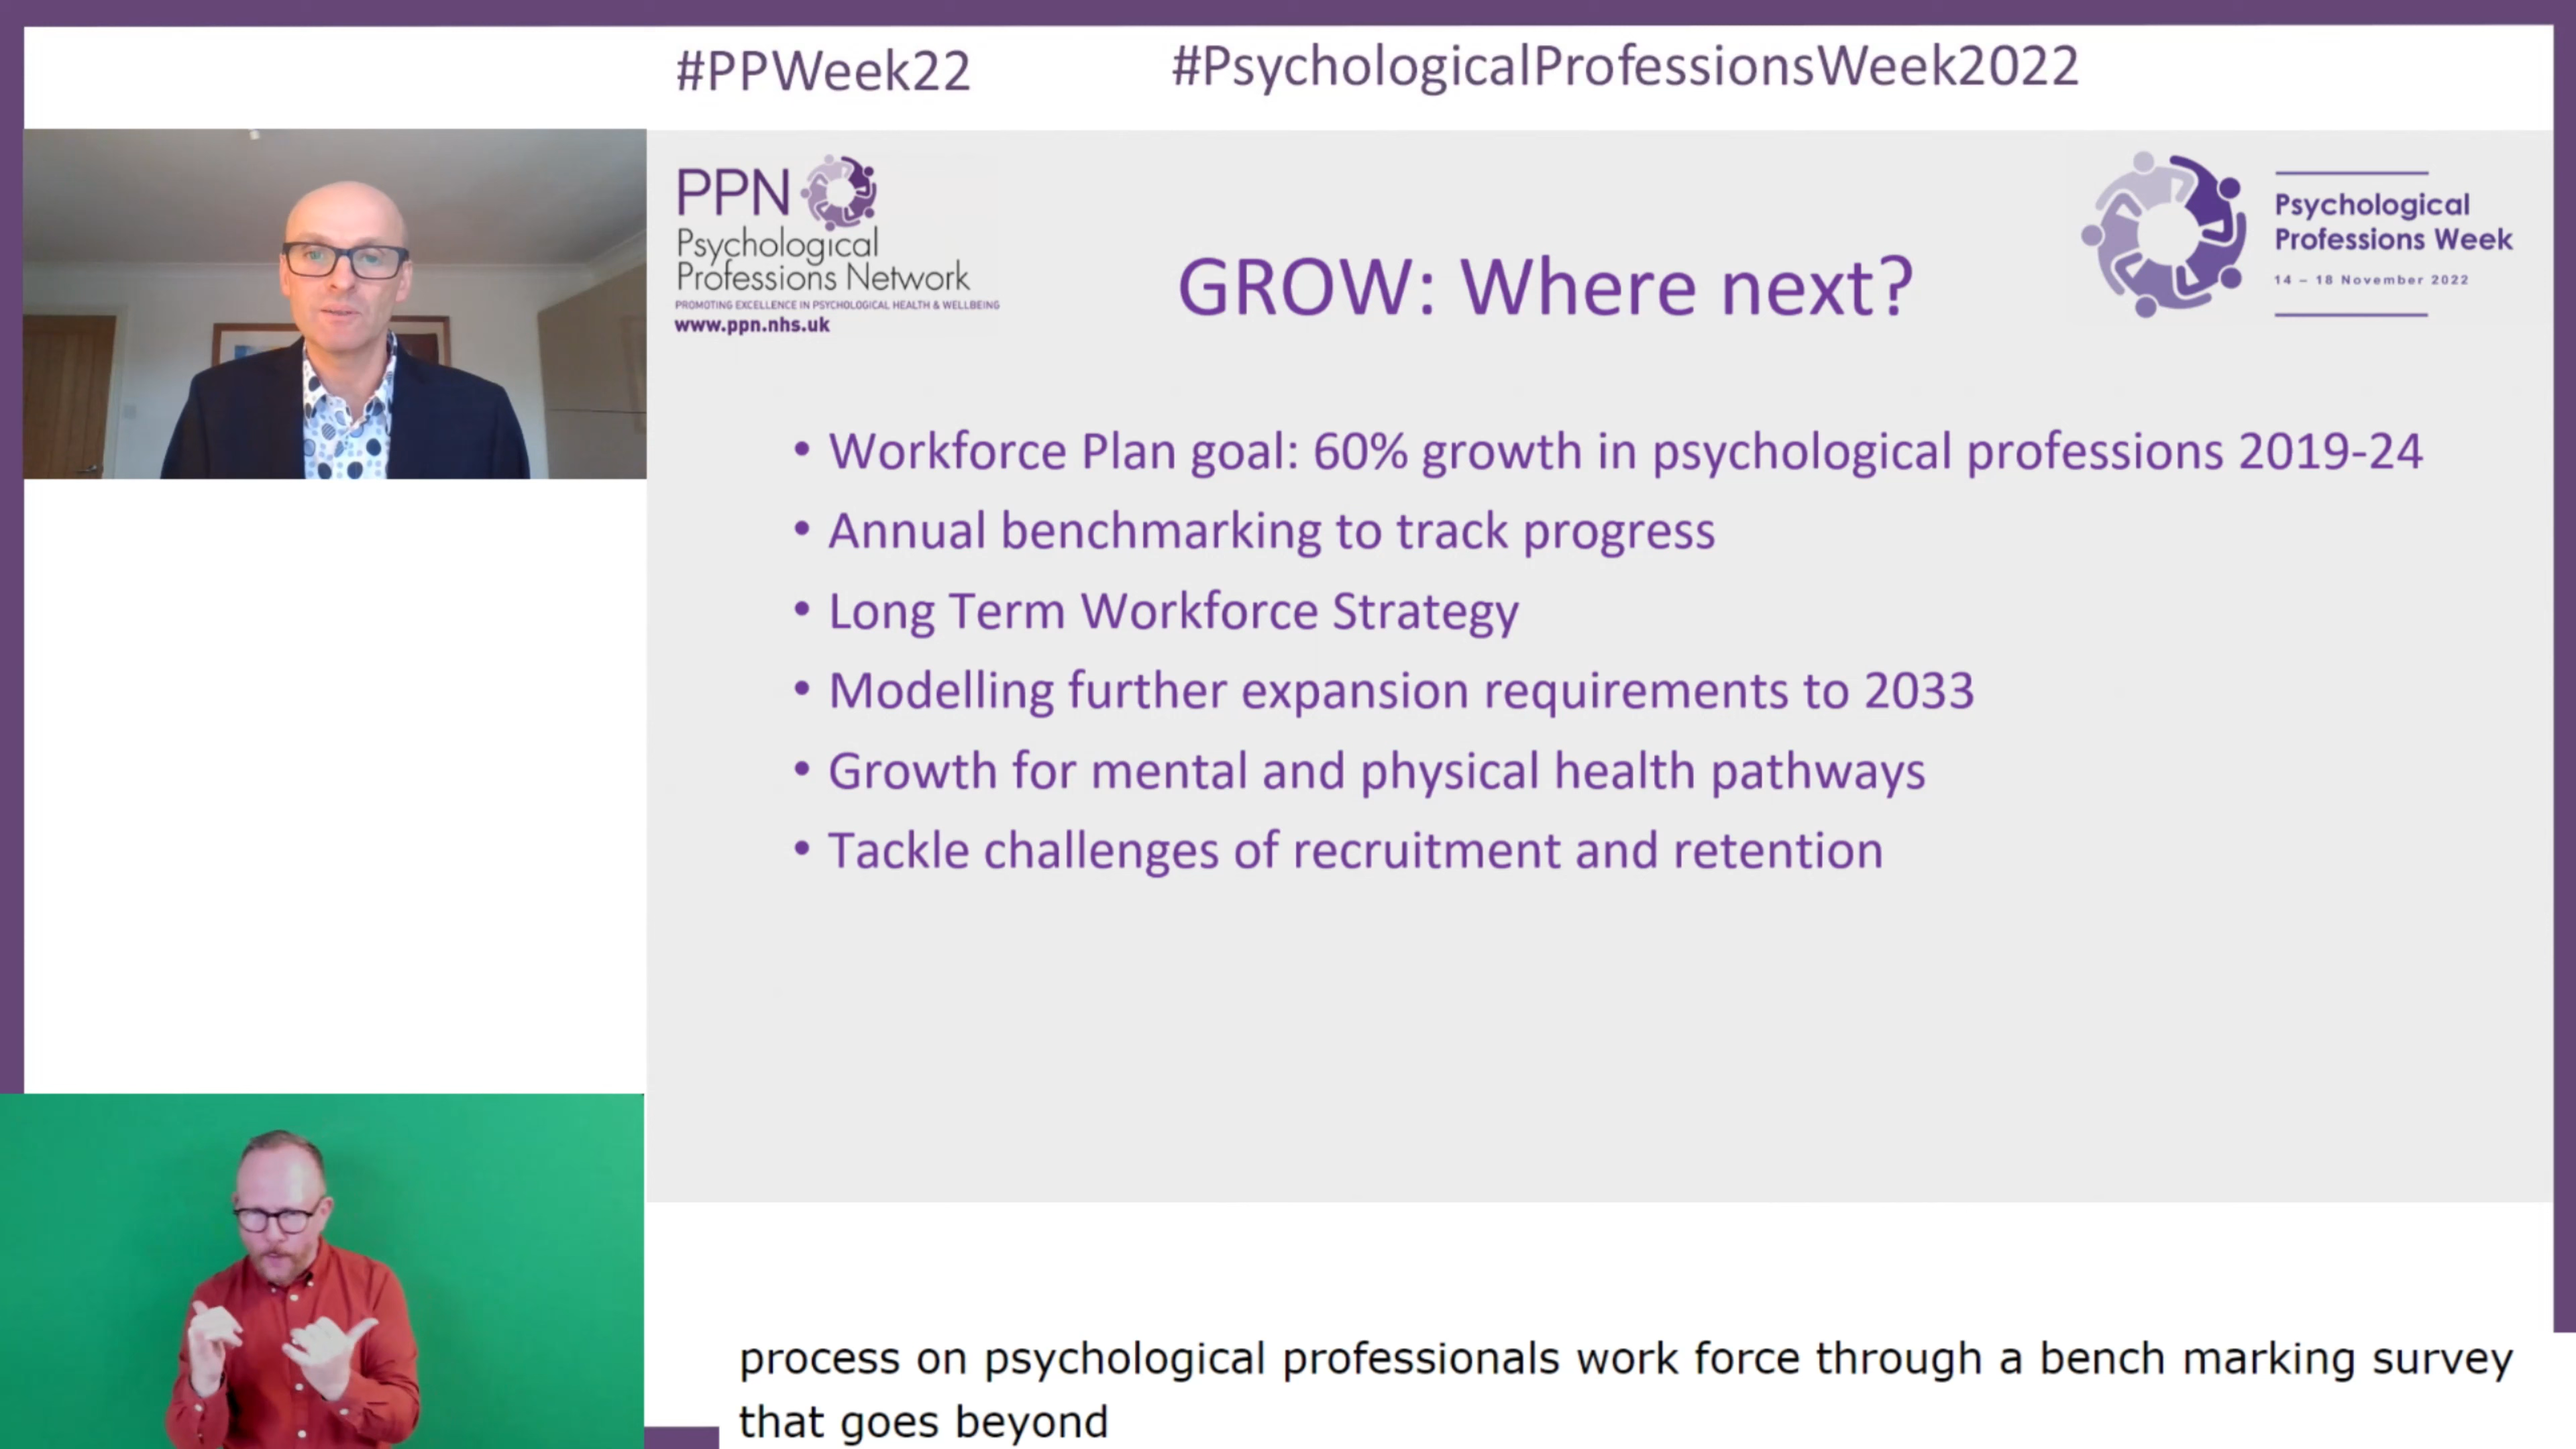 #PPWeek22
#PsychologicalProfessionsWeek2022
PPN
Psychological
Professions Network
PROMOTING EXCELLENCE IN PSYCHOLOGICAL HEALTH & WELLBEING
www.ppn.nhs.uk
GROW: Where next?
Psychological
Professions Week
14 – 18 November 2022
• Workforce Plan goal: 60% growth in psychological professions 2019-24
• Annual benchmarking to track progress
• Long Term Workforce Strategy
• Modelling further expansion requirements to 2033
• Growth for mental and physical health pathways
• Tackle challenges of recruitment and retention
process on psychological professionals work force through a bench marking survey
that goes beyond